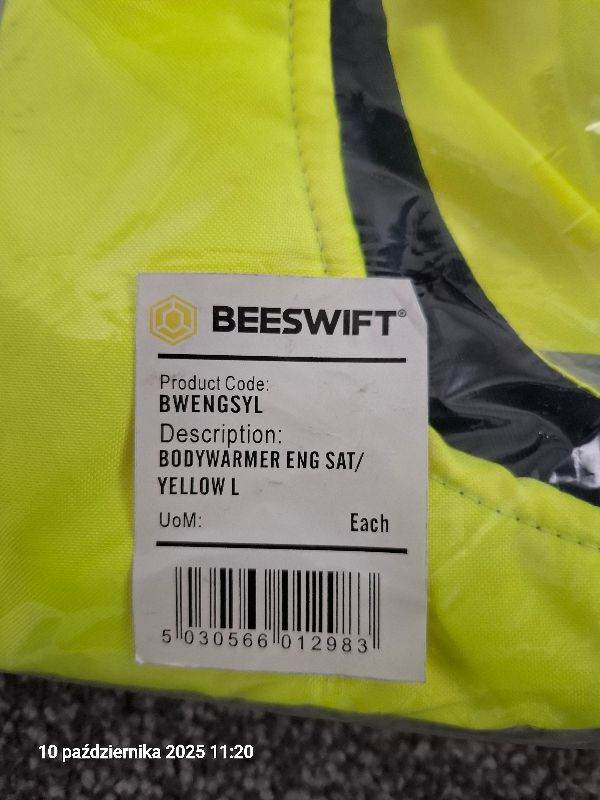 BEESWIFT®
Product Code:
BWENGSYL
Description:
BODYWARMER ENG SAT/
YELLOW L
UoM: Each
5 030566 012983
10 października 2025 11:20